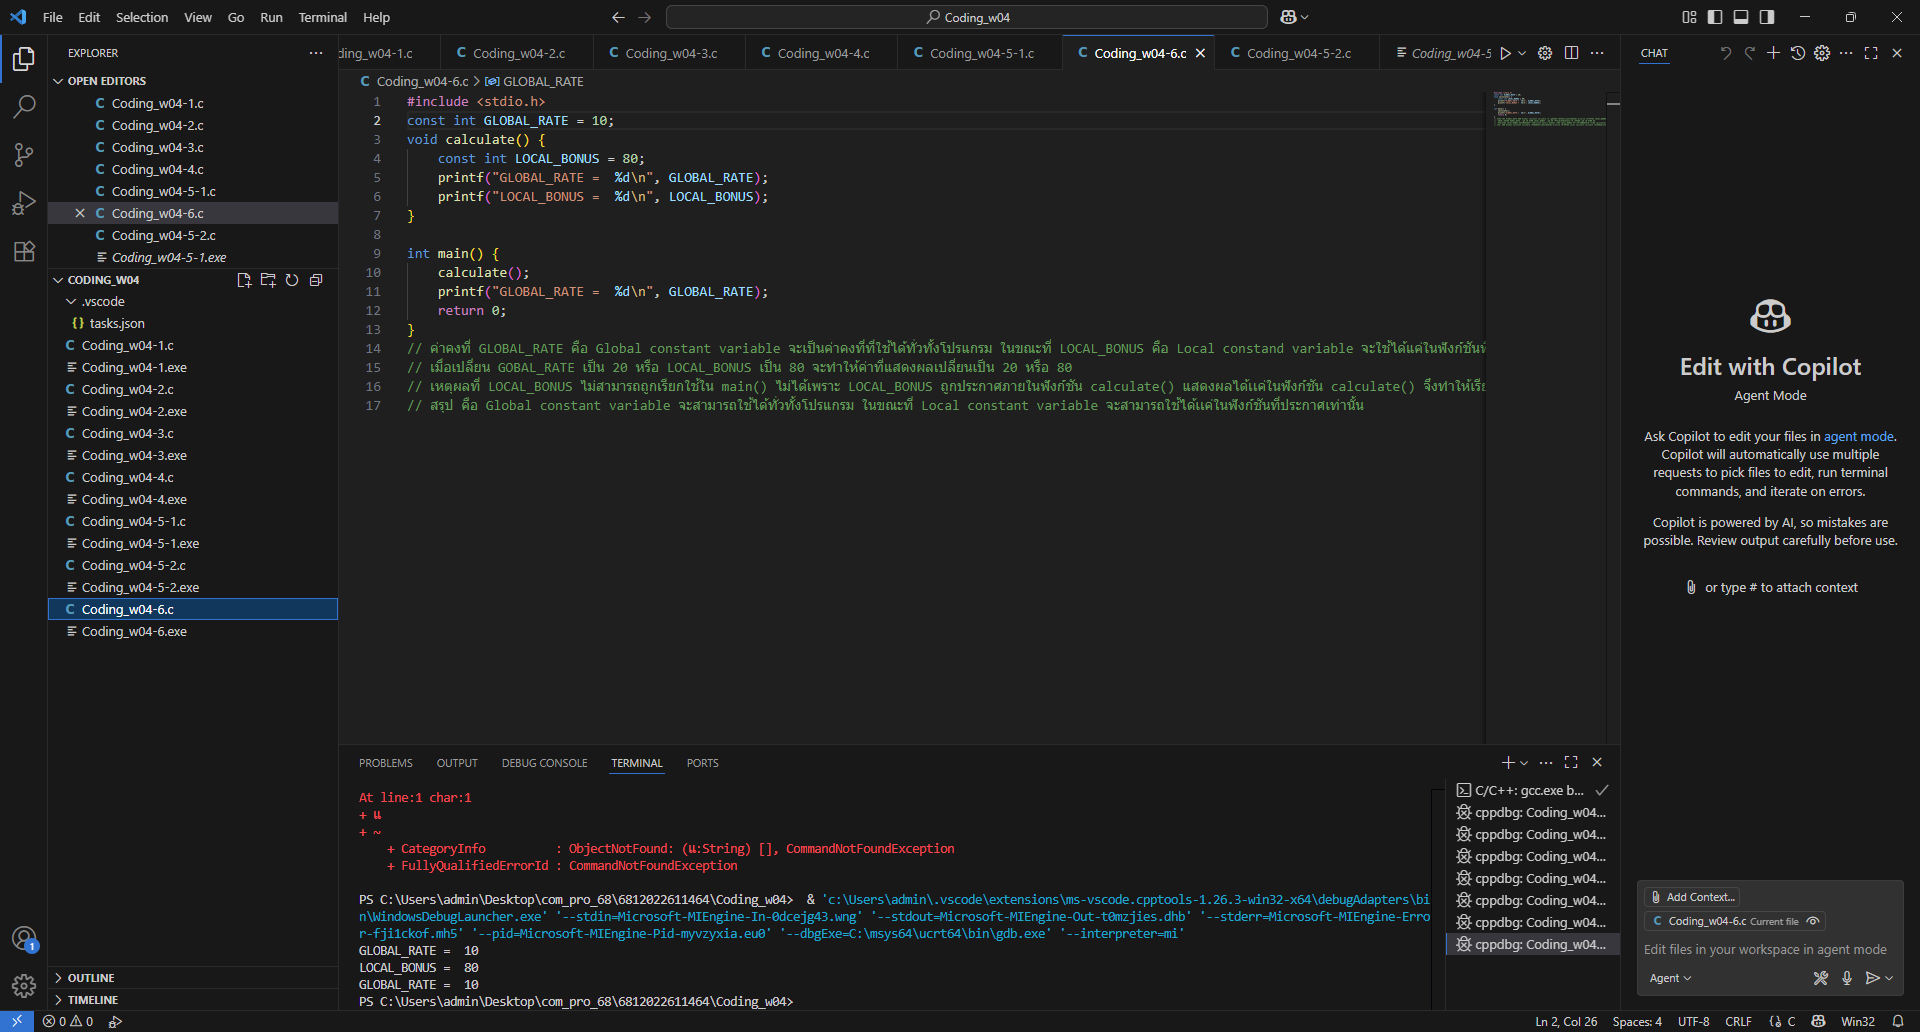 File Edit Selection View Go Run Terminal Help
Coding_w04
EXPLORER
OPEN EDITORS
Coding_w04-1.c
Coding_w04-2.c
Coding_w04-3.c
Coding_w04-4.c
Coding_w04-5-1.c
Coding_w04-6.c
Coding_w04-5-2.c
Coding_w04-5-1.exe
CODING_W04
.vscode
{} tasks.json
Coding_w04-1.c
Coding_w04-1.exe
Coding_w04-2.c
Coding_w04-2.exe
Coding_w04-3.c
Coding_w04-3.exe
Coding_w04-4.c
Coding_w04-4.exe
Coding_w04-5-1.c
Coding_w04-5-1.exe
Coding_w04-5-2.c
Coding_w04-5-2.exe
Coding_w04-6.c
Coding_w04-6.exe
OUTLINE
TIMELINE
ding_w04-1.c Coding_w04-2.c Coding_w04-3.c Coding_w04-4.c Coding_w04-5-1.c Coding_w04-6.c Coding_w04-5-2.c Coding_w04-5
Coding_w04-6.c > GLOBAL_RATE
1 #include <stdio.h>
2 const int GLOBAL_RATE = 10;
3 void calculate() {
4 const int LOCAL_BONUS = 80;
5 printf("GLOBAL_RATE =  %d\n", GLOBAL_RATE);
6 printf("LOCAL_BONUS =  %d\n", LOCAL_BONUS);
7 }
8
9 int main() {
10 calculate();
11 printf("GLOBAL_RATE =  %d\n", GLOBAL_RATE);
12 return 0;
13 }
14 // ค่าคงที่ GLOBAL_RATE คือ Global constant variable จะเป็นค่าคงที่ที่ใช้ได้ทั่วทั้งโปรแกรม ในขณะที่ LOCAL_BONUS คือ Local constand variable จะใช้ได้แค่ในฟังก์ชันที่
15 // เมื่อเปลี่ยน GOBAL_RATE เป็น 20 หรือ LOCAL_BONUS เป็น 80 จะทำให้ค่าที่แสดงผลเปลี่ยนเป็น 20 หรือ 80
16 // เหตุผลที่ LOCAL_BONUS ไม่สามารถถูกเรียกใช้ใน main() ไม่ได้เพราะ LOCAL_BONUS ถูกประกาศภายในฟังก์ชัน calculate() แสดงผลได้แค่ในฟังก์ชัน calculate() จึงทำให้เรีย
17 // สรุป คือ Global constant variable จะสามารถใช้ได้ทั่วทั้งโปรแกรม ในขณะที่ Local constant variable จะสามารถใช้ได้แค่ในฟังก์ชันที่ประกาศเท่านั้น
PROBLEMS OUTPUT DEBUG CONSOLE TERMINAL PORTS
At line:1 char:1
+ แ
+ ~
+ CategoryInfo          : ObjectNotFound: (แ:String) [], CommandNotFoundException
+ FullyQualifiedErrorId : CommandNotFoundException
PS C:\Users\admin\Desktop\com_pro_68\6812022611464\Coding_w04>  & 'c:\Users\admin\.vscode\extensions\ms-vscode.cpptools-1.26.3-win32-x64\debugAdapters\bi
n\WindowsDebugLauncher.exe' '--stdin=Microsoft-MIEngine-In-0dcejg43.wng' '--stdout=Microsoft-MIEngine-Out-t0mzjies.dhb' '--stderr=Microsoft-MIEngine-Erro
r-fji1ckof.mh5' '--pid=Microsoft-MIEngine-Pid-myvzyxia.eu0' '--dbgExe=C:\msys64\ucrt64\bin\gdb.exe' '--interpreter=mi'
GLOBAL_RATE =  10
LOCAL_BONUS =  80
GLOBAL_RATE =  10
PS C:\Users\admin\Desktop\com_pro_68\6812022611464\Coding_w04>
C/C++: gcc.exe b...
cppdbg: Coding_w04...
cppdbg: Coding_w04...
cppdbg: Coding_w04...
cppdbg: Coding_w04...
cppdbg: Coding_w04...
cppdbg: Coding_w04...
cppdbg: Coding_w04...
CHAT
Edit with Copilot
Agent Mode
Ask Copilot to edit your files in agent mode.
Copilot will automatically use multiple
requests to pick files to edit, run terminal
commands, and iterate on errors.
Copilot is powered by AI, so mistakes are
possible. Review output carefully before use.
or type # to attach context
Add Context...
Coding_w04-6.c Current file
Edit files in your workspace in agent mode
Agent
1
0 0
Ln 2, Col 26 Spaces: 4 UTF-8 CRLF {} C Win32